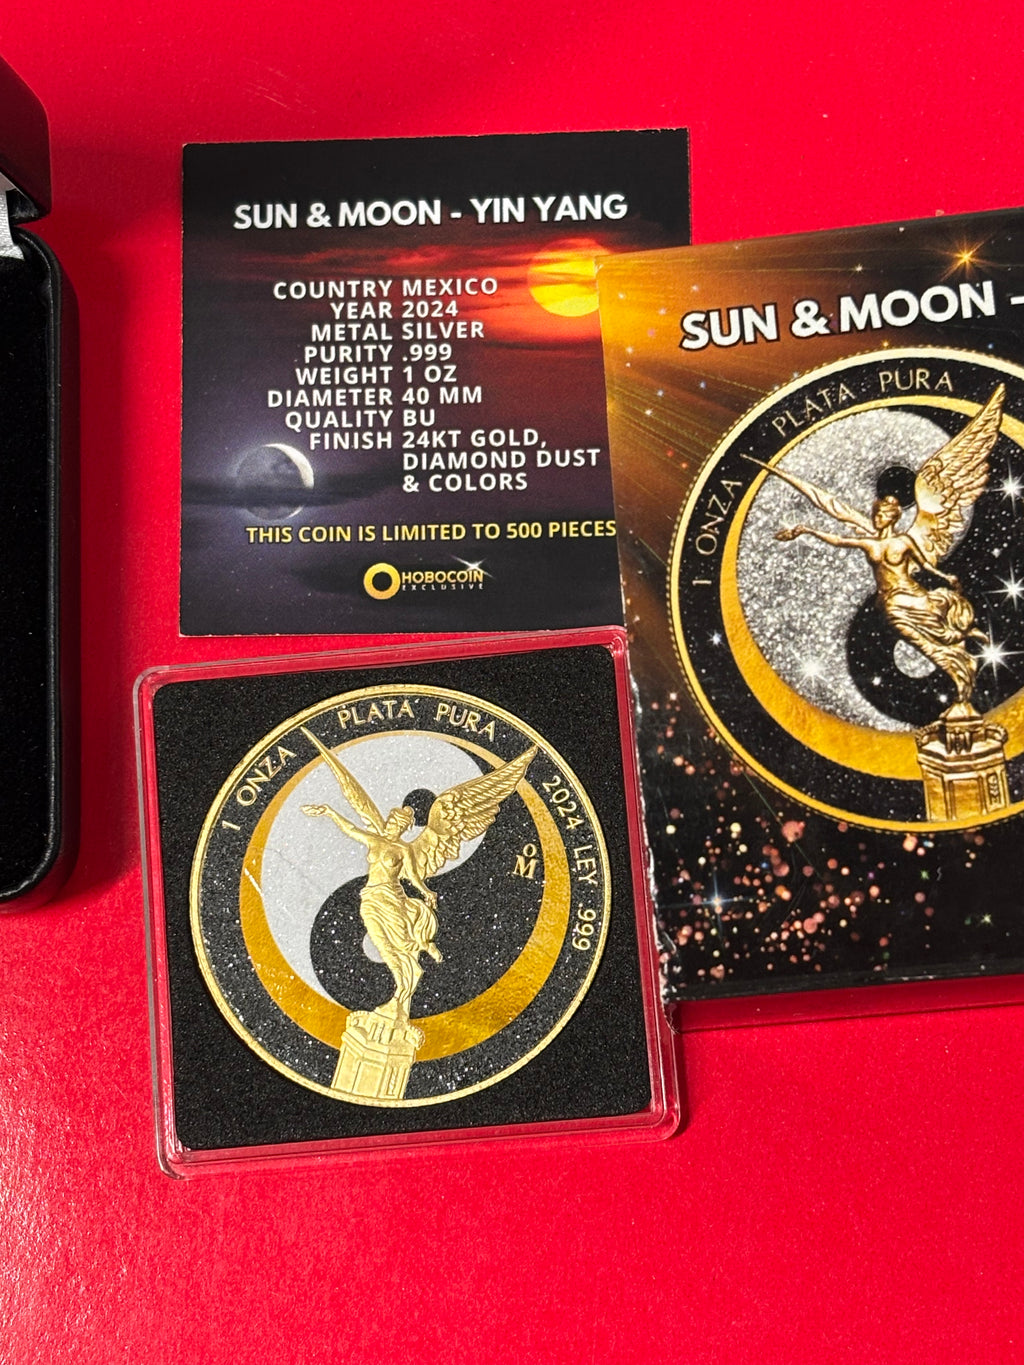 SUN & MOON - YIN YANG
COUNTRY MEXICO
YEAR 2024
METAL SILVER
PURITY .999
WEIGHT 1 OZ
DIAMETER 40 MM
QUALITY BU
FINISH 24KT GOLD,
DIAMOND DUST
& COLORS
THIS COIN IS LIMITED TO 500 PIECES
HOBOCOIN
EXCLUSIVE
SUN & MOON -
1 ONZA PLATA PURA
1 ONZA PLATA PURA 2024 LEY .999
oM